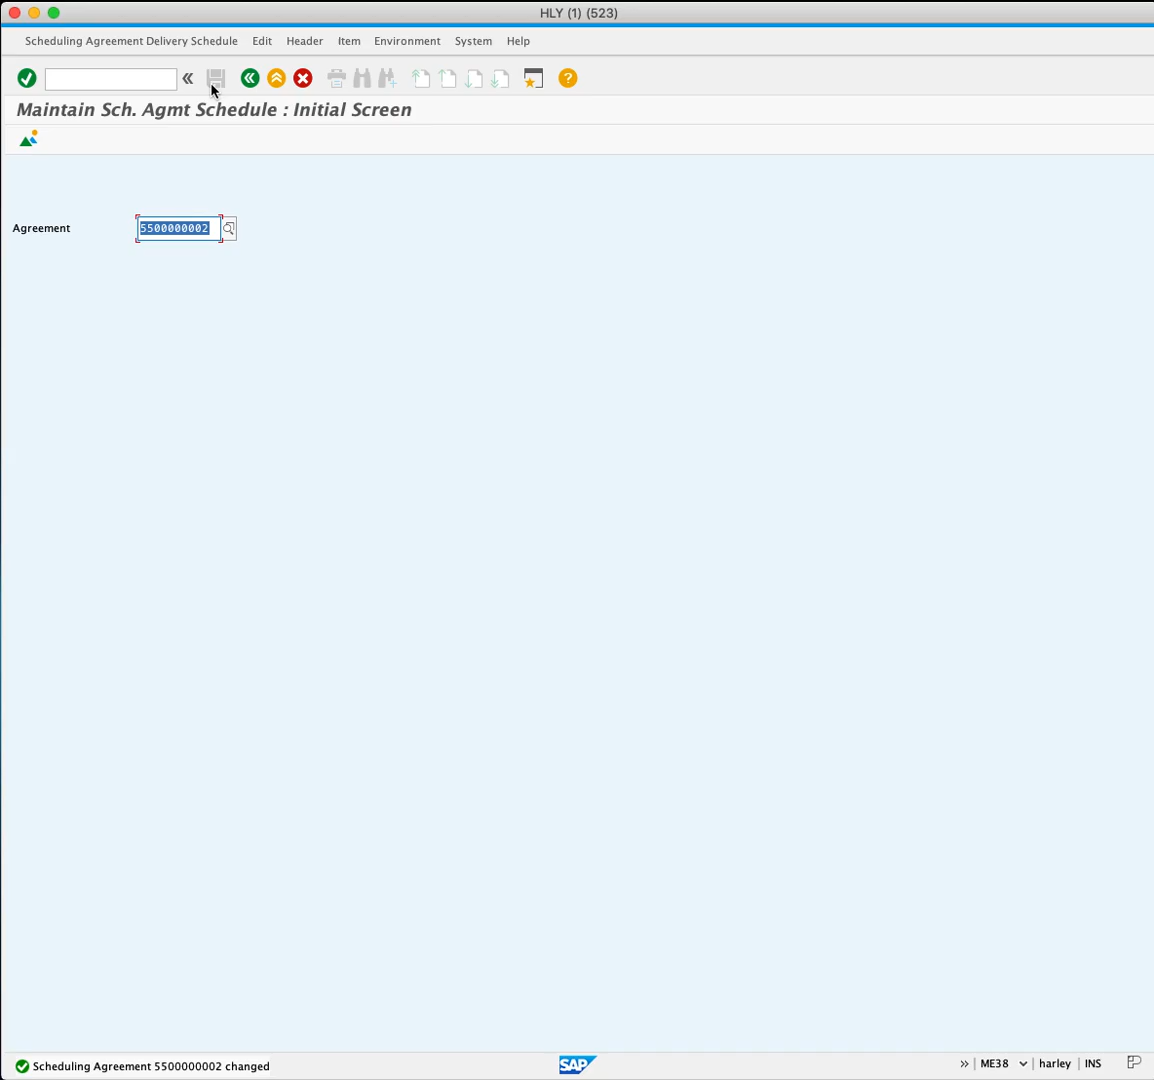 HLY (1) (523)
Scheduling Agreement Delivery Schedule Edit Header Item Environment System Help
Maintain Sch. Agmt Schedule : Initial Screen
Agreement 5500000002
Scheduling Agreement 5500000002 changed SAP ME38 harley INS